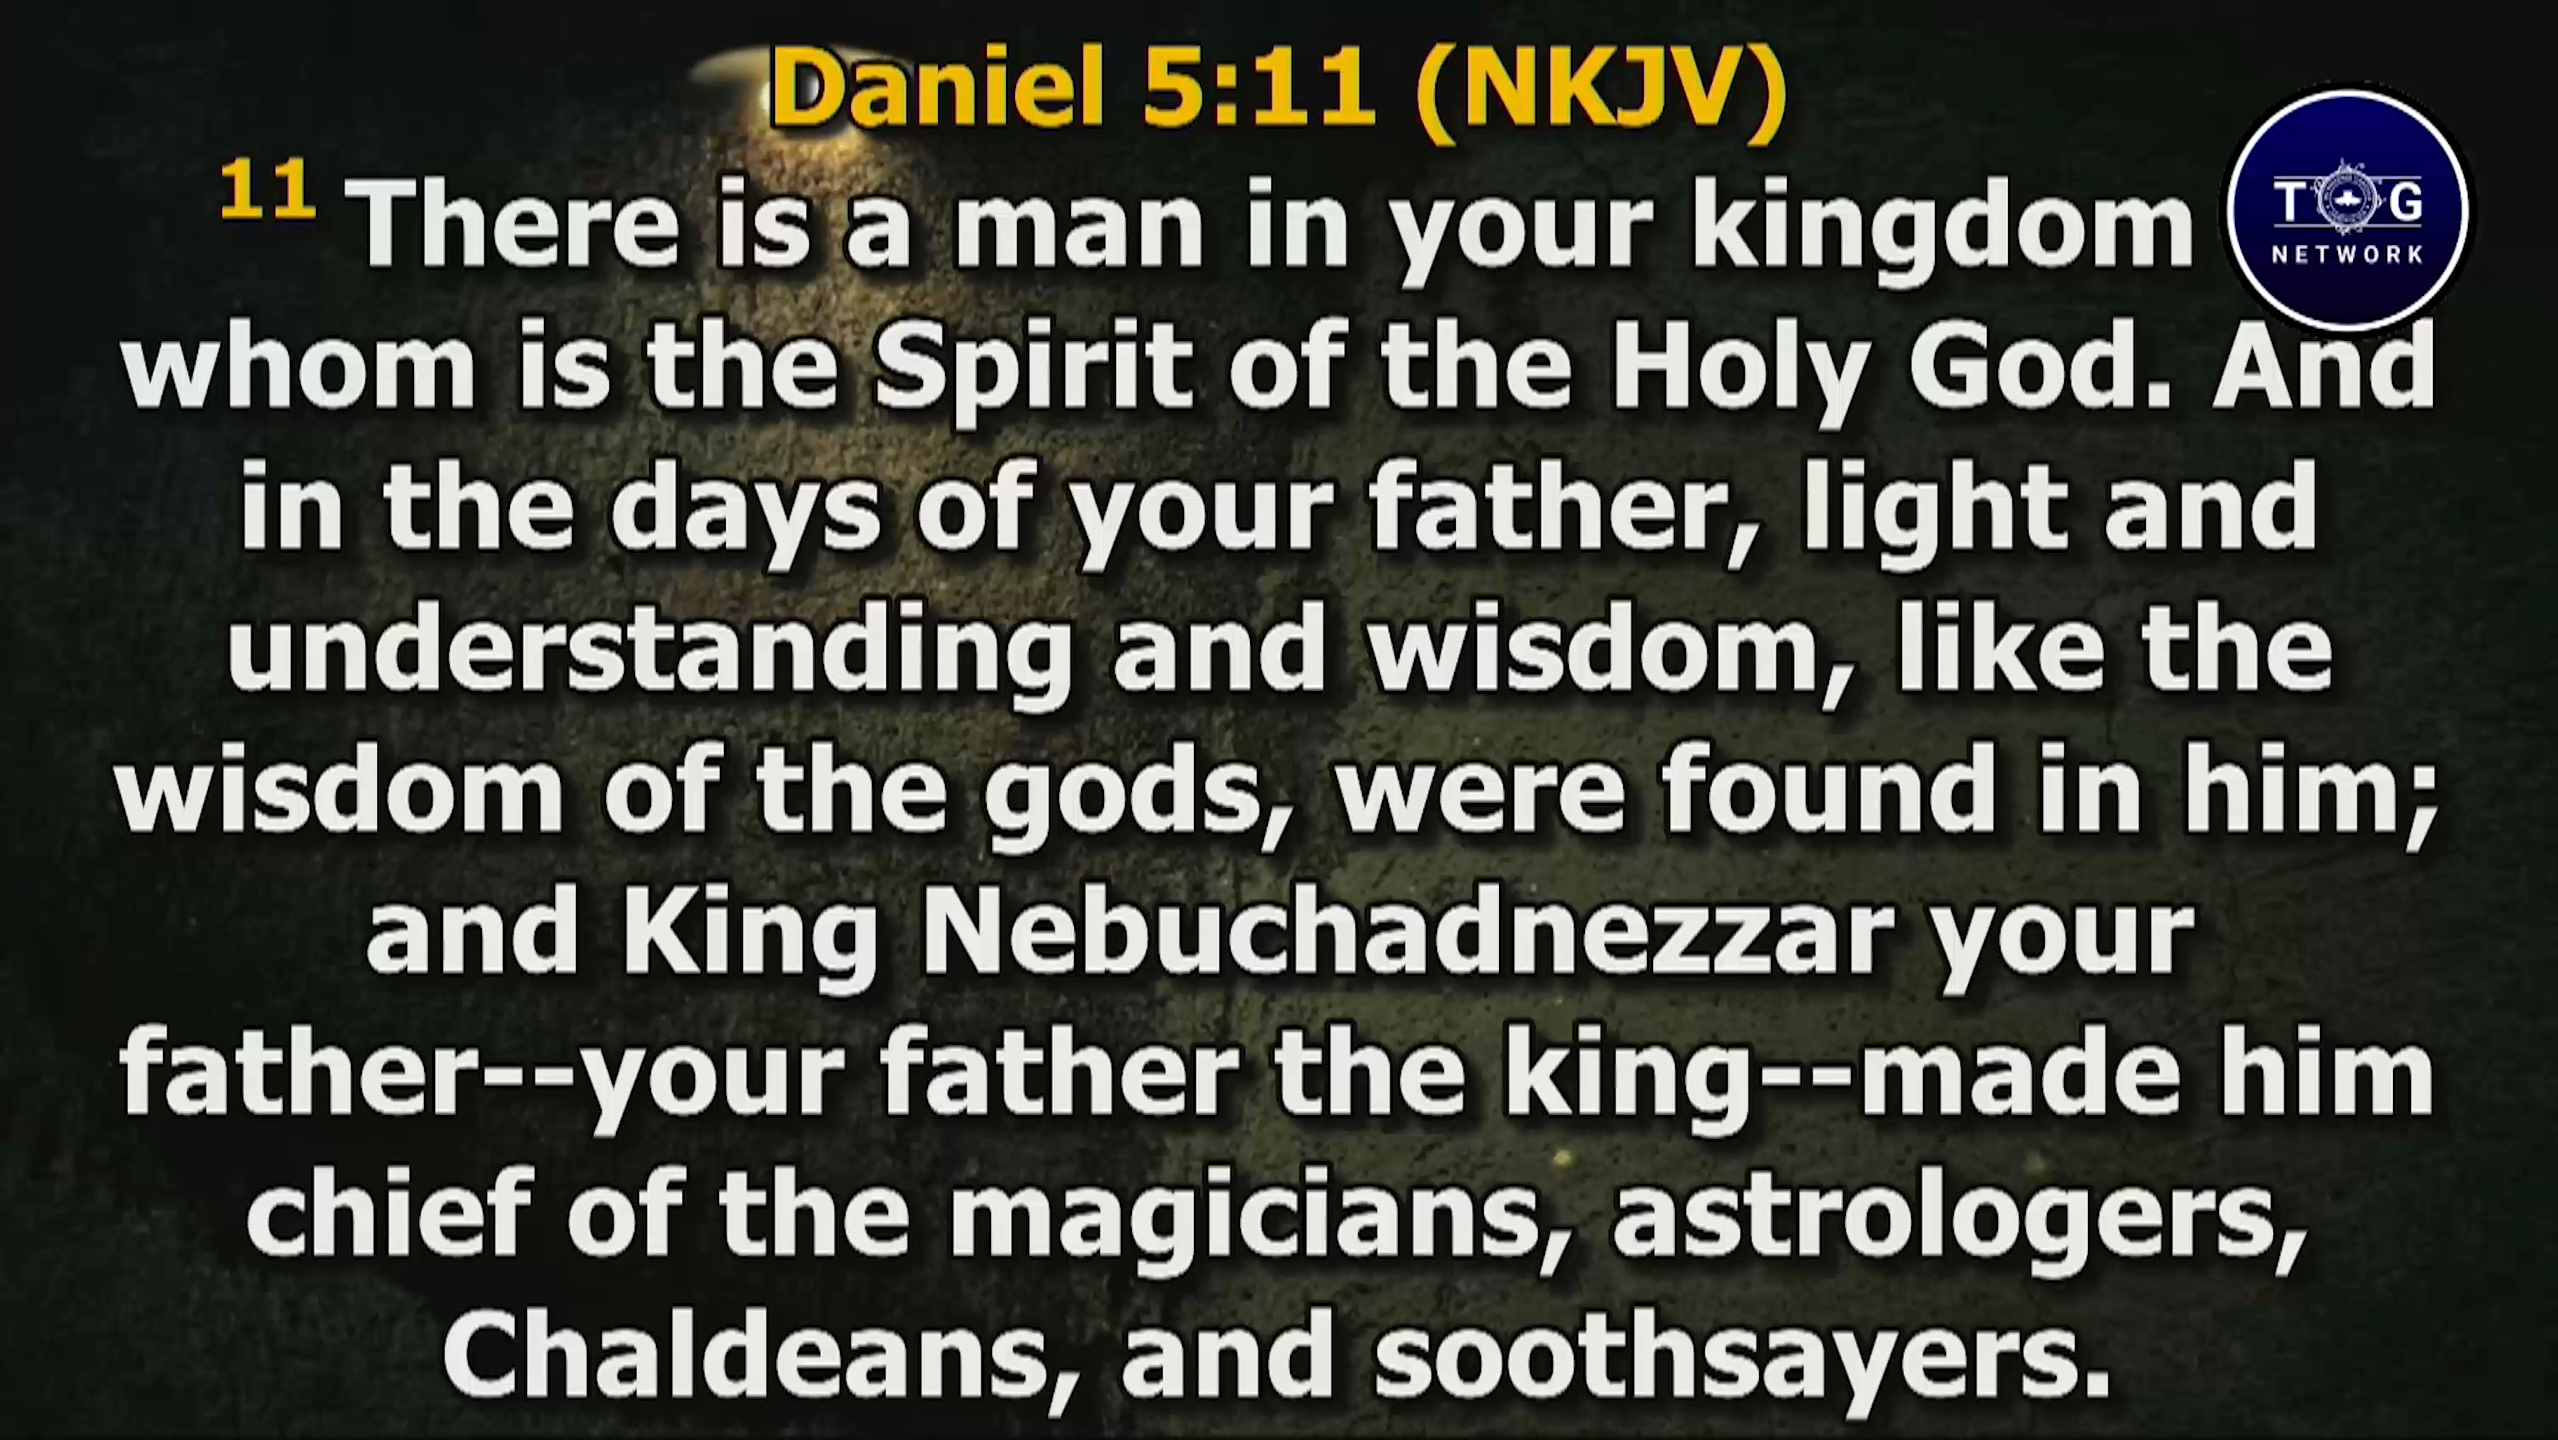 Daniel 5:11 (NKJV)
11 There is a man in your kingdom
whom is the Spirit of the Holy God. And
in the days of your father, light and
understanding and wisdom, like the
wisdom of the gods, were found in him;
and King Nebuchadnezzar your
father--your father the king--made him
chief of the magicians, astrologers,
Chaldeans, and soothsayers.
T G
NETWORK